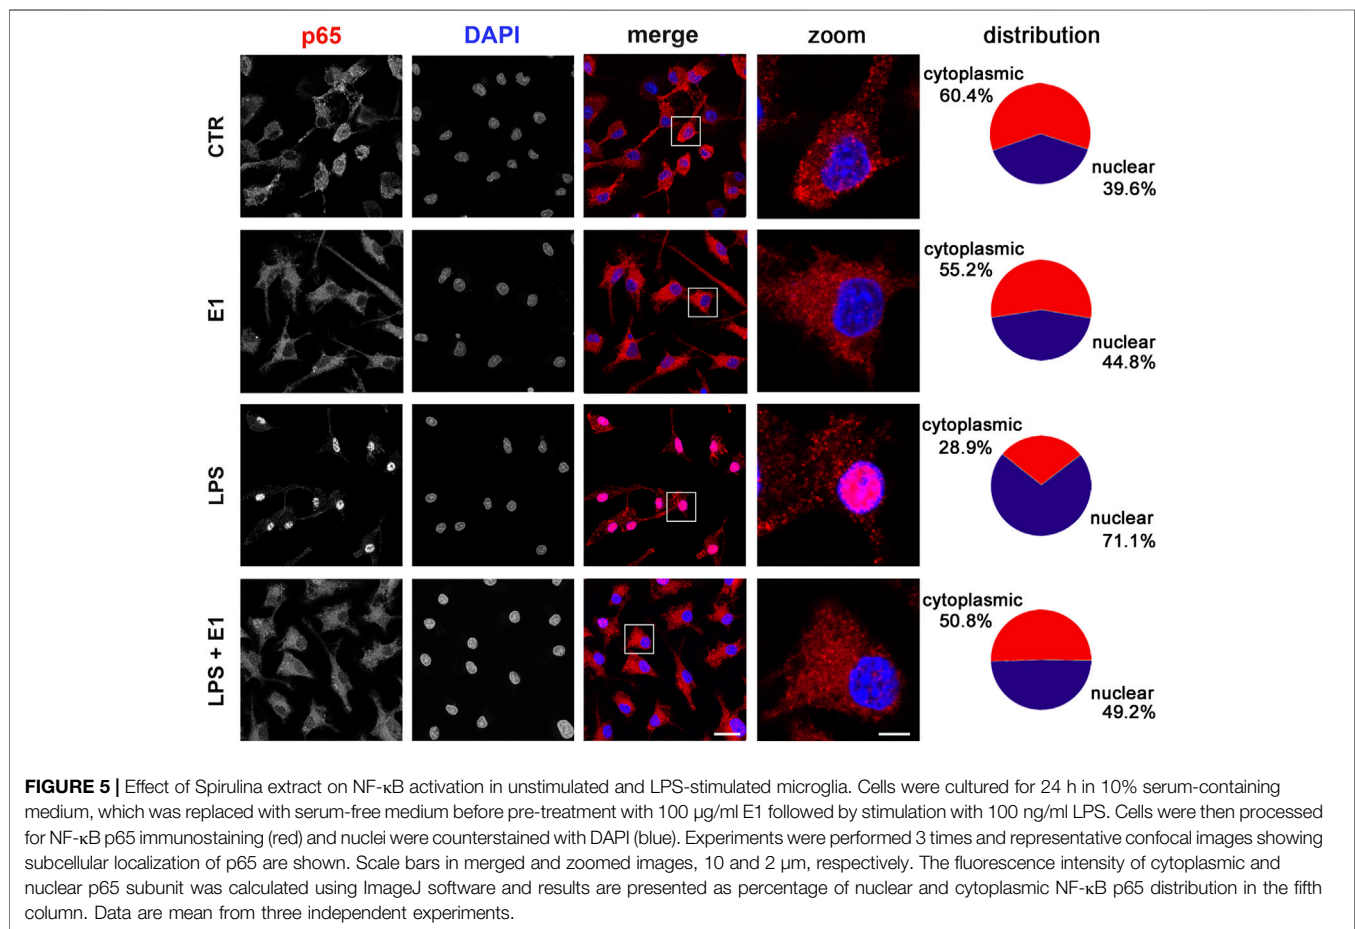 p65 DAPI merge zoom distribution
CTR
cytoplasmic
60.4%
nuclear
39.6%
E1
cytoplasmic
55.2%
nuclear
44.8%
LPS
cytoplasmic
28.9%
nuclear
71.1%
LPS + E1
cytoplasmic
50.8%
nuclear
49.2%
FIGURE 5 | Effect of Spirulina extract on NF-κB activation in unstimulated and LPS-stimulated microglia. Cells were cultured for 24 h in 10% serum-containing
medium, which was replaced with serum-free medium before pre-treatment with 100 μg/ml E1 followed by stimulation with 100 ng/ml LPS. Cells were then processed
for NF-κB p65 immunostaining (red) and nuclei were counterstained with DAPI (blue). Experiments were performed 3 times and representative confocal images showing
subcellular localization of p65 are shown. Scale bars in merged and zoomed images, 10 and 2 μm, respectively. The fluorescence intensity of cytoplasmic and
nuclear p65 subunit was calculated using ImageJ software and results are presented as percentage of nuclear and cytoplasmic NF-κB p65 distribution in the fifth
column. Data are mean from three independent experiments.